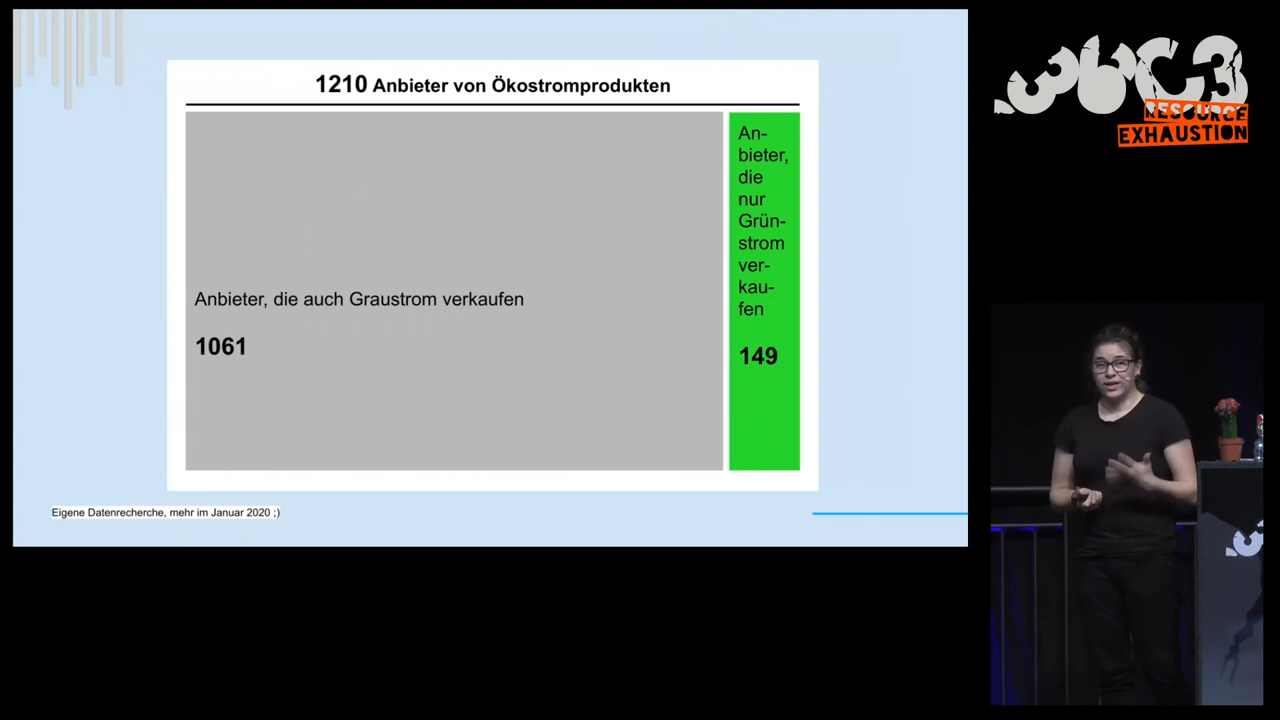 1210 Anbieter von Ökostromprodukten
Anbieter, die auch Graustrom verkaufen
1061
An-
bieter,
die
nur
Grün-
strom
ver-
kau-
fen
149
Eigene Datenrecherche, mehr im Januar 2020 ;)
36C3
RESOURCE
EXHAUSTION